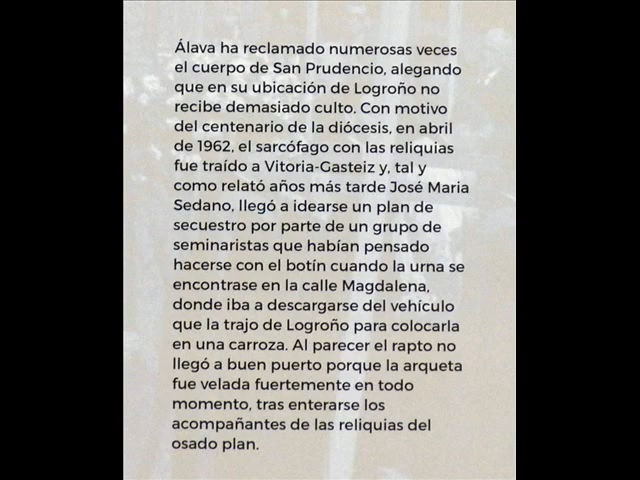 Álava ha reclamado numerosas veces
el cuerpo de San Prudencio, alegando
que en su ubicación de Logroño no
recibe demasiado culto. Con motivo
del centenario de la diócesis, en abril
de 1962, el sarcófago con las reliquias
fue traído a Vitoria-Gasteiz y, tal y
como relató años más tarde José Maria
Sedano, llegó a idearse un plan de
secuestro por parte de un grupo de
seminaristas que habían pensado
hacerse con el botín cuando la urna se
encontrase en la calle Magdalena,
donde iba a descargarse del vehículo
que la trajo de Logroño para colocarla
en una carroza. Al parecer el rapto no
llegó a buen puerto porque la arqueta
fue velada fuertemente en todo
momento, tras enterarse los
acompañantes de las reliquias del
osado plan.